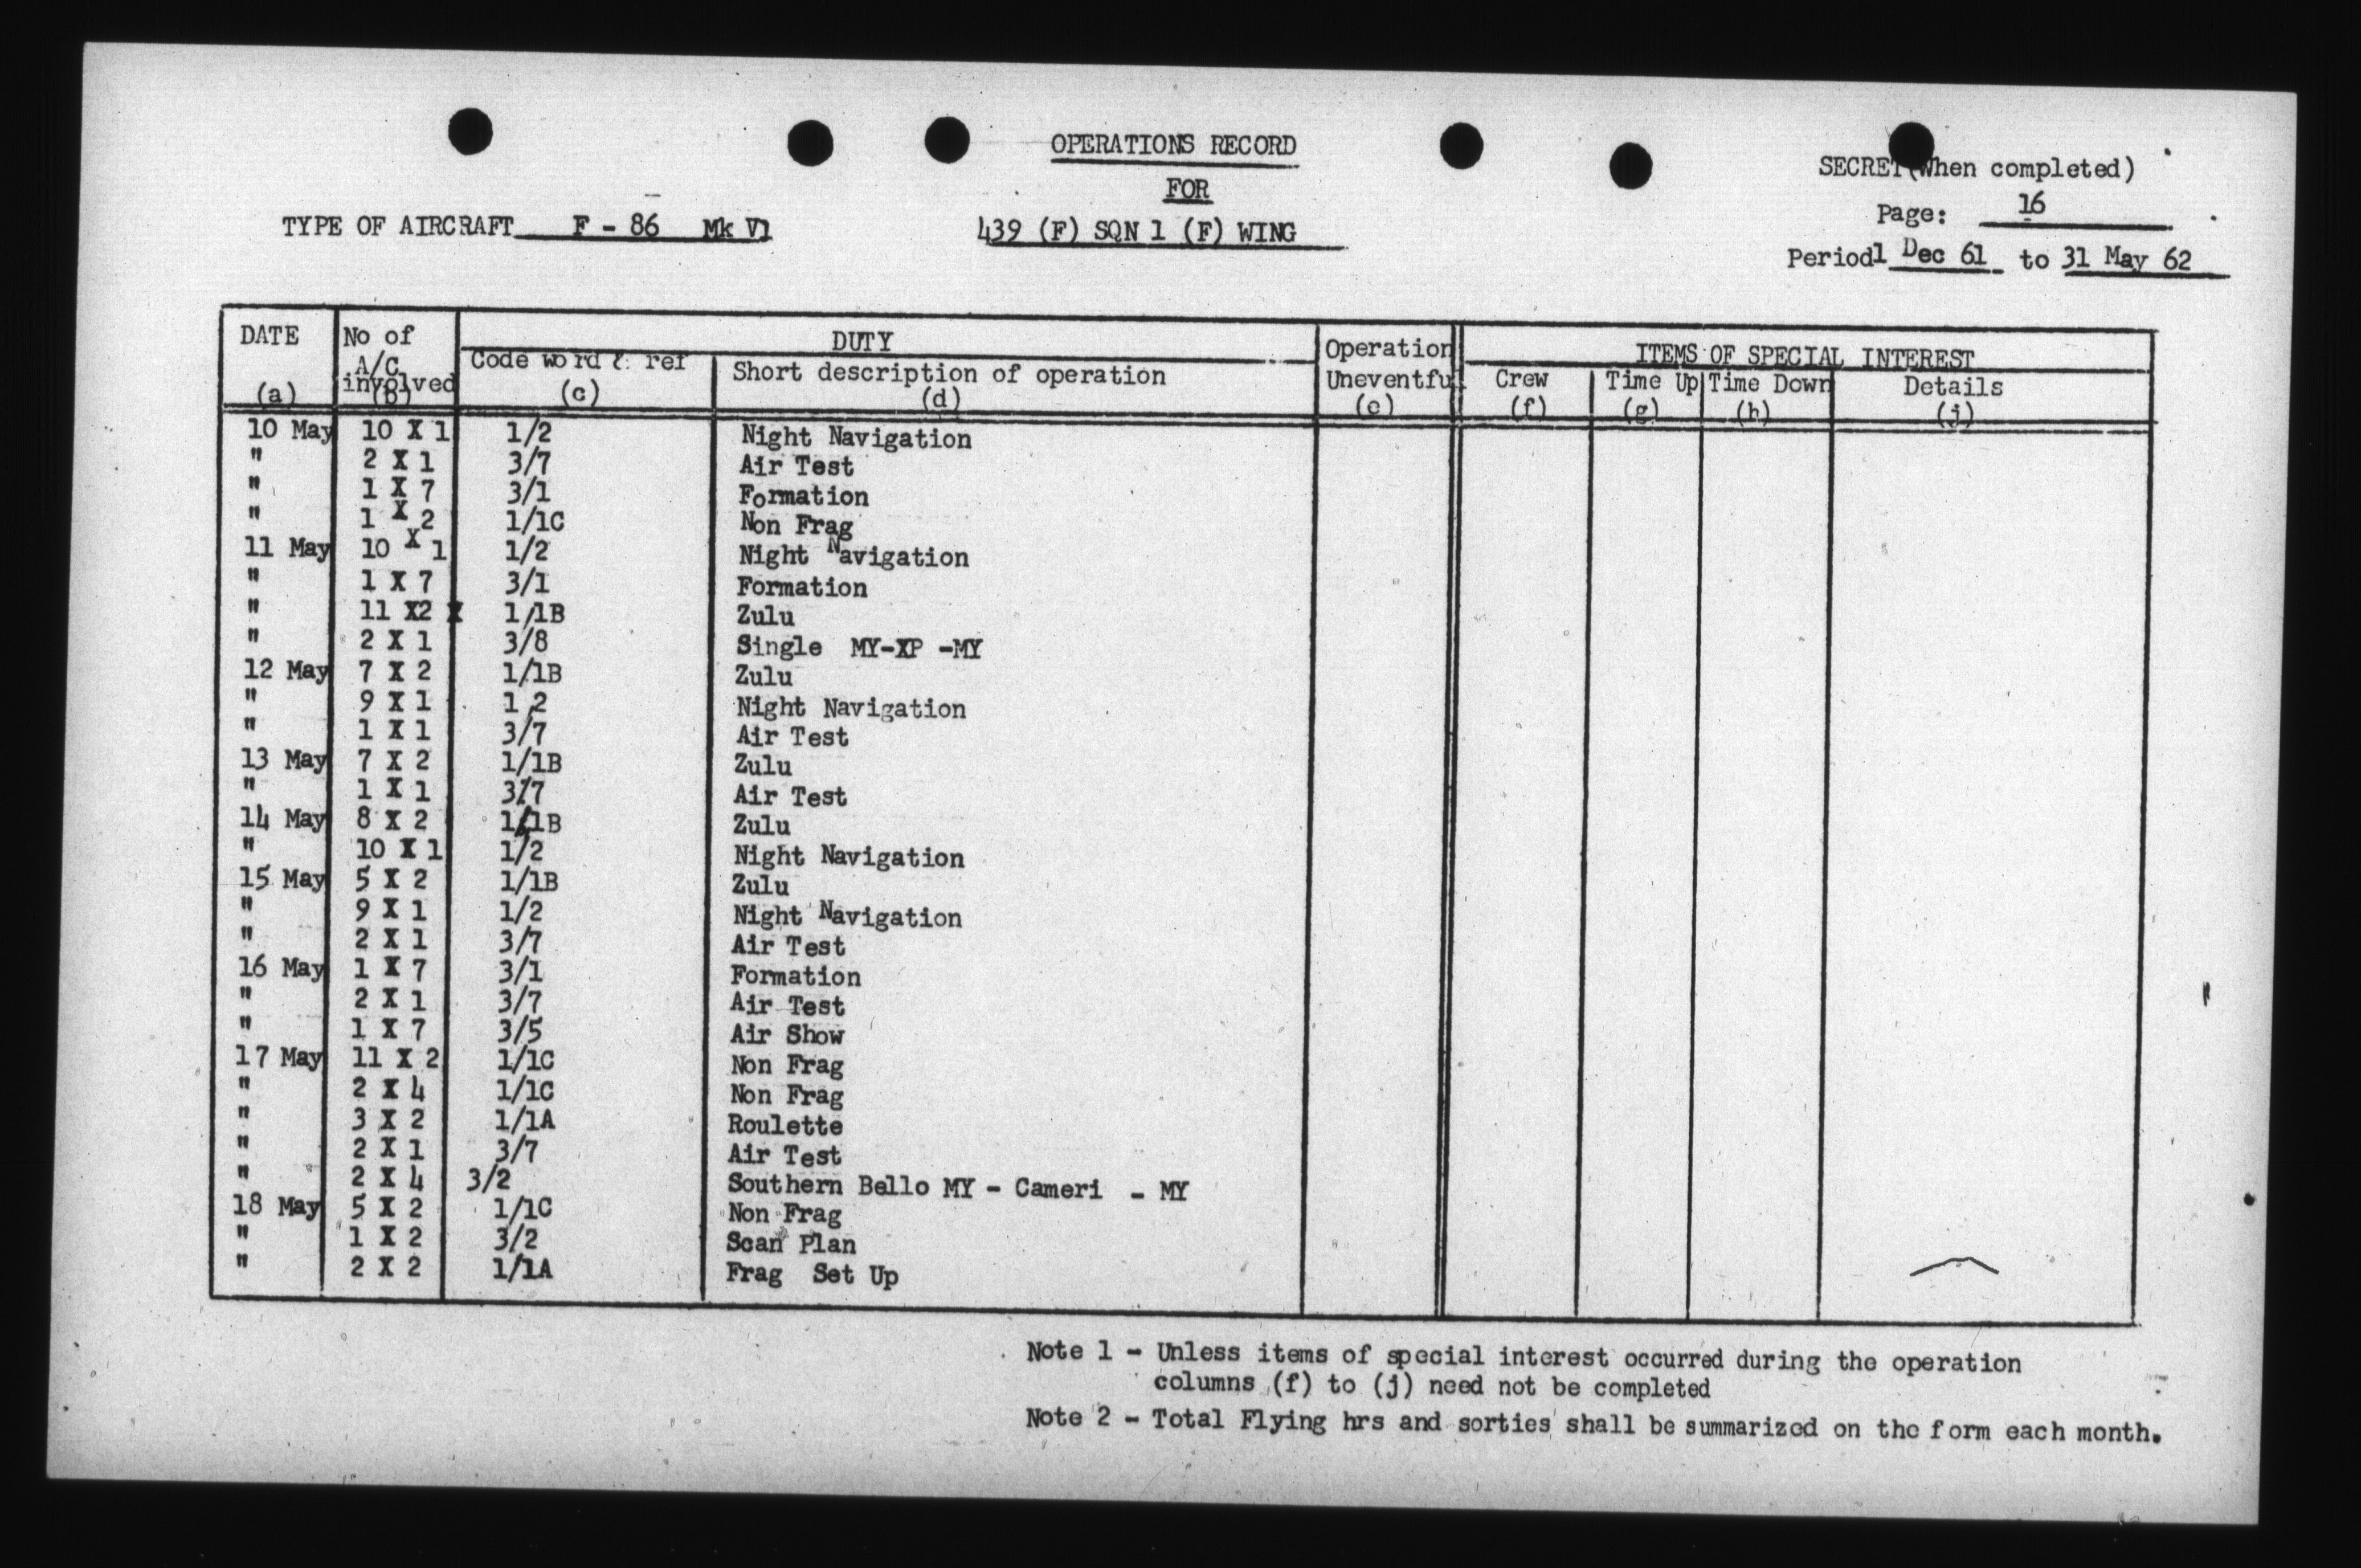 OPERATIONS RECORD
SECRET (When completed)
FOR
Page: 16
TYPE OF AIRCRAFT F - 86 Mk V1
439 (F) SQN 1 (F) WING
Period 1 Dec 61 to 31 May 62
DATE No of A/C involved DUTY Operation Uneventful ITEMS OF SPECIAL INTEREST
Code word & ref Short description of operation Crew Time Up Time Down Details
(a) (b) (c) (d) (e) (f) (g) (h) (j)
10 May 10 X 1 1/2 Night Navigation
" 2 X 1 3/7 Air Test
" 1 X 7 3/1 Formation
" 1 X 2 1/1C Non Frag
11 May 10 X 1 1/2 Night Navigation
" 1 X 7 3/1 Formation
" 11 X2 X 1/1B Zulu
" 2 X 1 3/8 Single MY-XP -MY
12 May 7 X 2 1/1B Zulu
" 9 X 1 1/2 Night Navigation
" 1 X 1 3/7 Air Test
13 May 7 X 2 1/1B Zulu
" 1 X 1 3/7 Air Test
14 May 8 X 2 1/1B Zulu
" 10 X 1 1/2 Night Navigation
15 May 5 X 2 1/1B Zulu
" 9 X 1 1/2 Night Navigation
" 2 X 1 3/7 Air Test
16 May 1 X 7 3/1 Formation
" 2 X 1 3/7 Air Test
" 1 X 7 3/5 Air Show
17 May 11 X 2 1/1C Non Frag
" 2 X 4 1/1C Non Frag
" 3 X 2 1/1A Roulette
" 2 X 1 3/7 Air Test
" 2 X 4 3/2 Southern Bello MY - Cameri - MY
18 May 5 X 2 1/1C Non Frag
" 1 X 2 3/2 Scan Plan
" 2 X 2 1/1A Frag Set Up
Note 1 - Unless items of special interest occurred during the operation
columns (f) to (j) need not be completed
Note 2 - Total Flying hrs and sorties shall be summarized on the form each month.